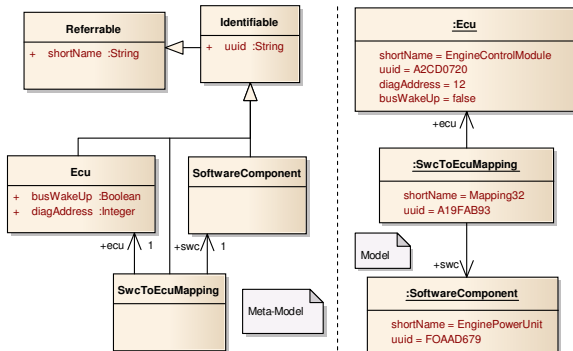 Referrable
+ shortName :String
Identifiable
+ uuid :String
Ecu
+ busWakeUp :Boolean
+ diagAddress :Integer
SoftwareComponent
+ecu 1
+swc 1
SwcToEcuMapping
Meta-Model
:Ecu
shortName = EngineControlModule
uuid = A2CD0720
diagAddress = 12
busWakeUp = false
+ecu
:SwcToEcuMapping
shortName = Mapping32
uuid = A19FAB93
Model
+swc
:SoftwareComponent
shortName = EnginePowerUnit
uuid = FOAAD679